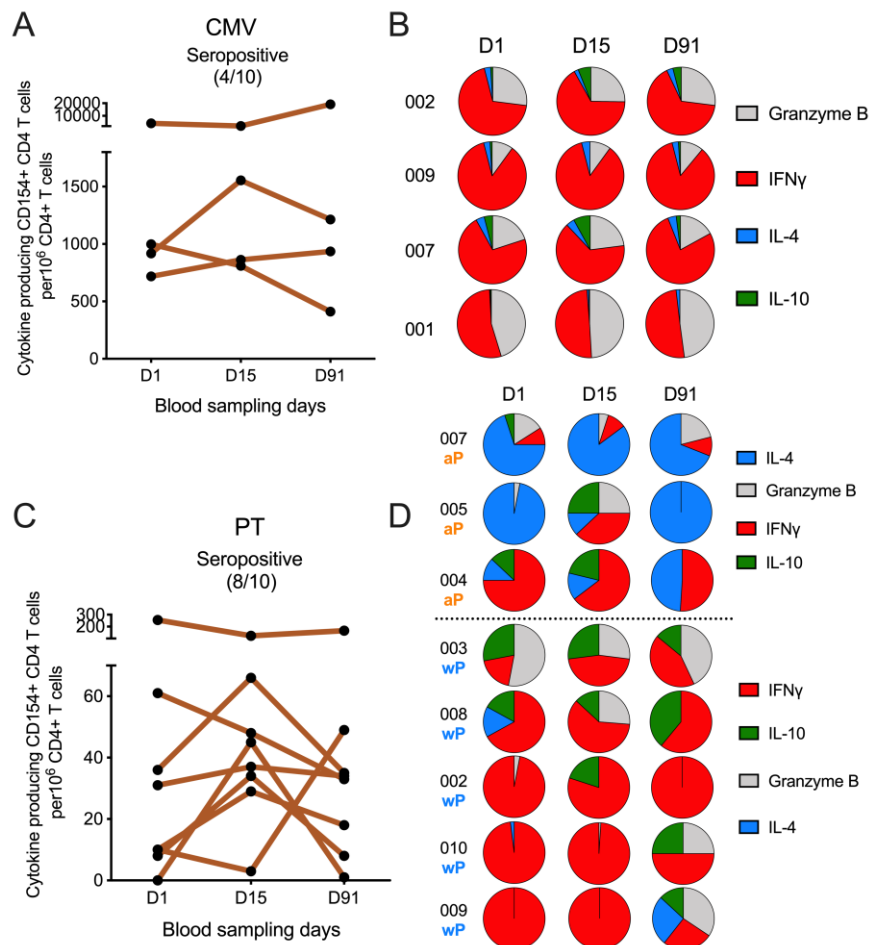 A
CMV
Seropositive
(4/10)
Cytokine producing CD154+ CD4 T cells
per10⁶ CD4+ T cells
20000
10000
1500
1000
500
0
D1
D15
D91
Blood sampling days
B
D1
D15
D91
002
009
007
001
Granzyme B
IFNγ
IL-4
IL-10
C
PT
Seropositive
(8/10)
Cytokine producing CD154+ CD4 T cells
per10⁶ CD4+ T cells
300
200
60
40
20
0
D1
D15
D91
Blood sampling days
D
D1
D15
D91
007
aP
005
aP
004
aP
IL-4
Granzyme B
IFNγ
IL-10
003
wP
008
wP
002
wP
010
wP
009
wP
IFNγ
IL-10
Granzyme B
IL-4